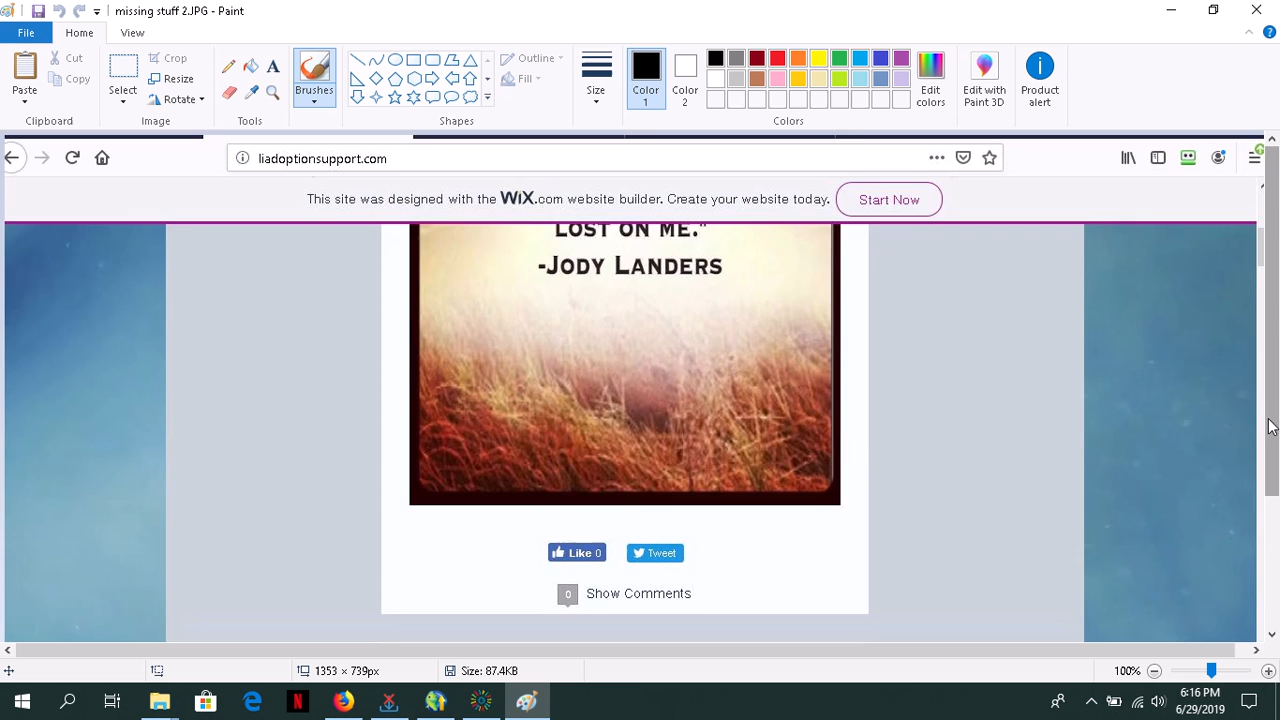 missing stuff 2.JPG - Paint
File Home View
Paste Cut Copy Clipboard
Select Crop Resize Rotate Image
A Tools
Brushes
Outline Fill Shapes
Size
Color 1 Color 2
Edit colors Colors
Edit with Paint 3D
Product alert
liadoptionsupport.com
This site was designed with the WiX.com website builder. Create your website today. Start Now
LOST ON ME."
-JODY LANDERS
Like 0 Tweet
0 Show Comments
1353 × 739px Size: 87.4KB 100%
6:16 PM
6/29/2019